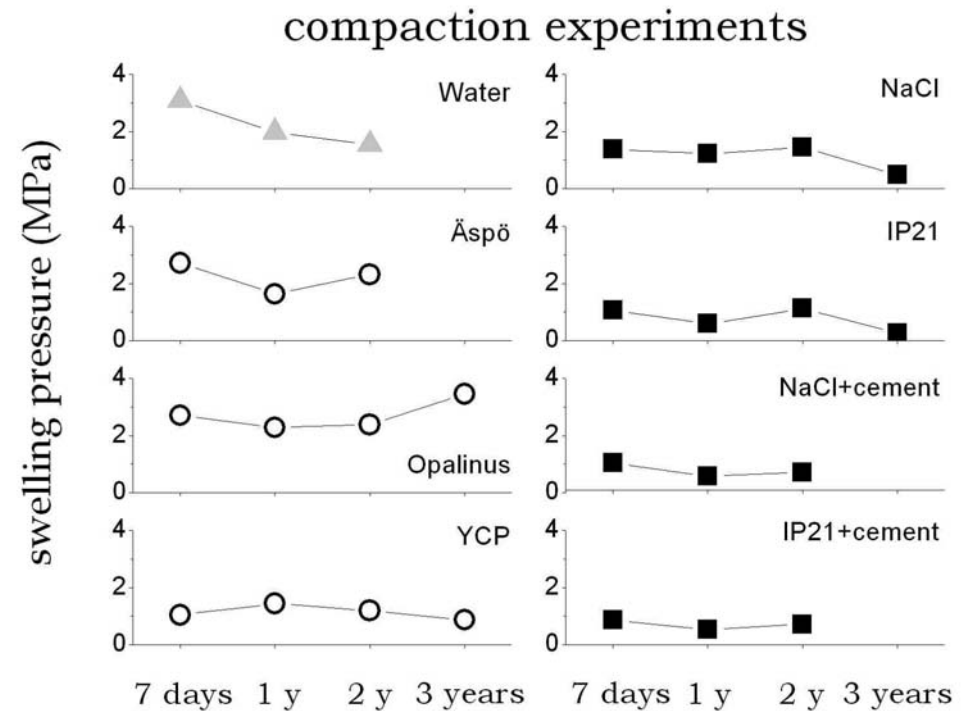 compaction experiments
swelling pressure (MPa)
4
2
0
Water
4
2
0
Äspö
4
2
0
Opalinus
4
2
0
YCP
7 days 1 y 2 y 3 years
4
2
0
NaCl
4
2
0
IP21
4
2
0
NaCl+cement
4
2
0
IP21+cement
7 days 1 y 2 y 3 years